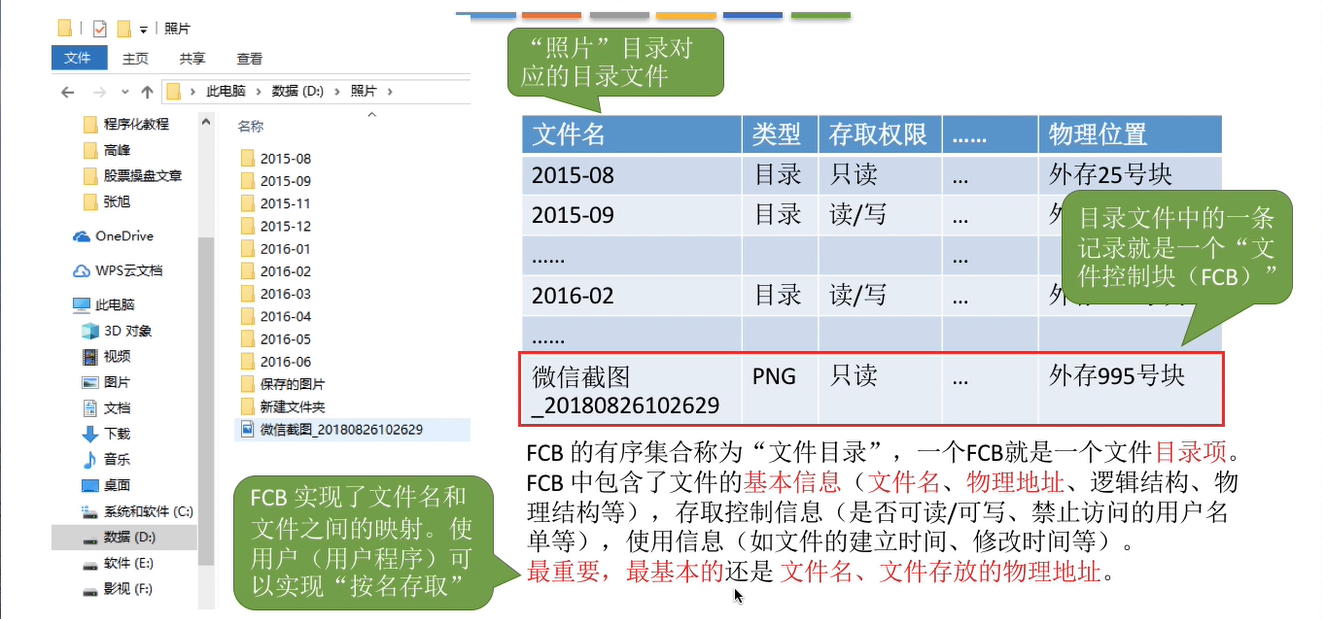 照片
文件 主页 共享 查看
此电脑 数据 (D:) 照片
程序化教程
高峰
股票操盘文章
张旭
OneDrive
WPS云文档
此电脑
3D 对象
视频
图片
文档
下载
音乐
桌面
系统和软件 (C:)
数据 (D:)
软件 (E:)
影视 (F:)
名称
2015-08
2015-09
2015-11
2015-12
2016-01
2016-02
2016-03
2016-04
2016-05
2016-06
保存的图片
新建文件夹
微信截图_20180826102629
“照片”目录对
应的目录文件
文件名 类型 存取权限 …… 物理位置
2015-08 目录 只读 ... 外存25号块
2015-09 目录 读/写 ... 外
…… ...
2016-02 目录 读/写 ... 外
……
微信截图 PNG 只读 ... 外存995号块
_20180826102629
目录文件中的一条
记录就是一个“文
件控制块（FCB）”
FCB 的有序集合称为“文件目录”，一个FCB就是一个文件目录项。
FCB 中包含了文件的基本信息（文件名、物理地址、逻辑结构、物
理结构等），存取控制信息（是否可读/可写、禁止访问的用户名
单等），使用信息（如文件的建立时间、修改时间等）。
最重要，最基本的还是 文件名、文件存放的物理地址。
FCB 实现了文件名和
文件之间的映射。使
用户（用户程序）可
以实现“按名存取”